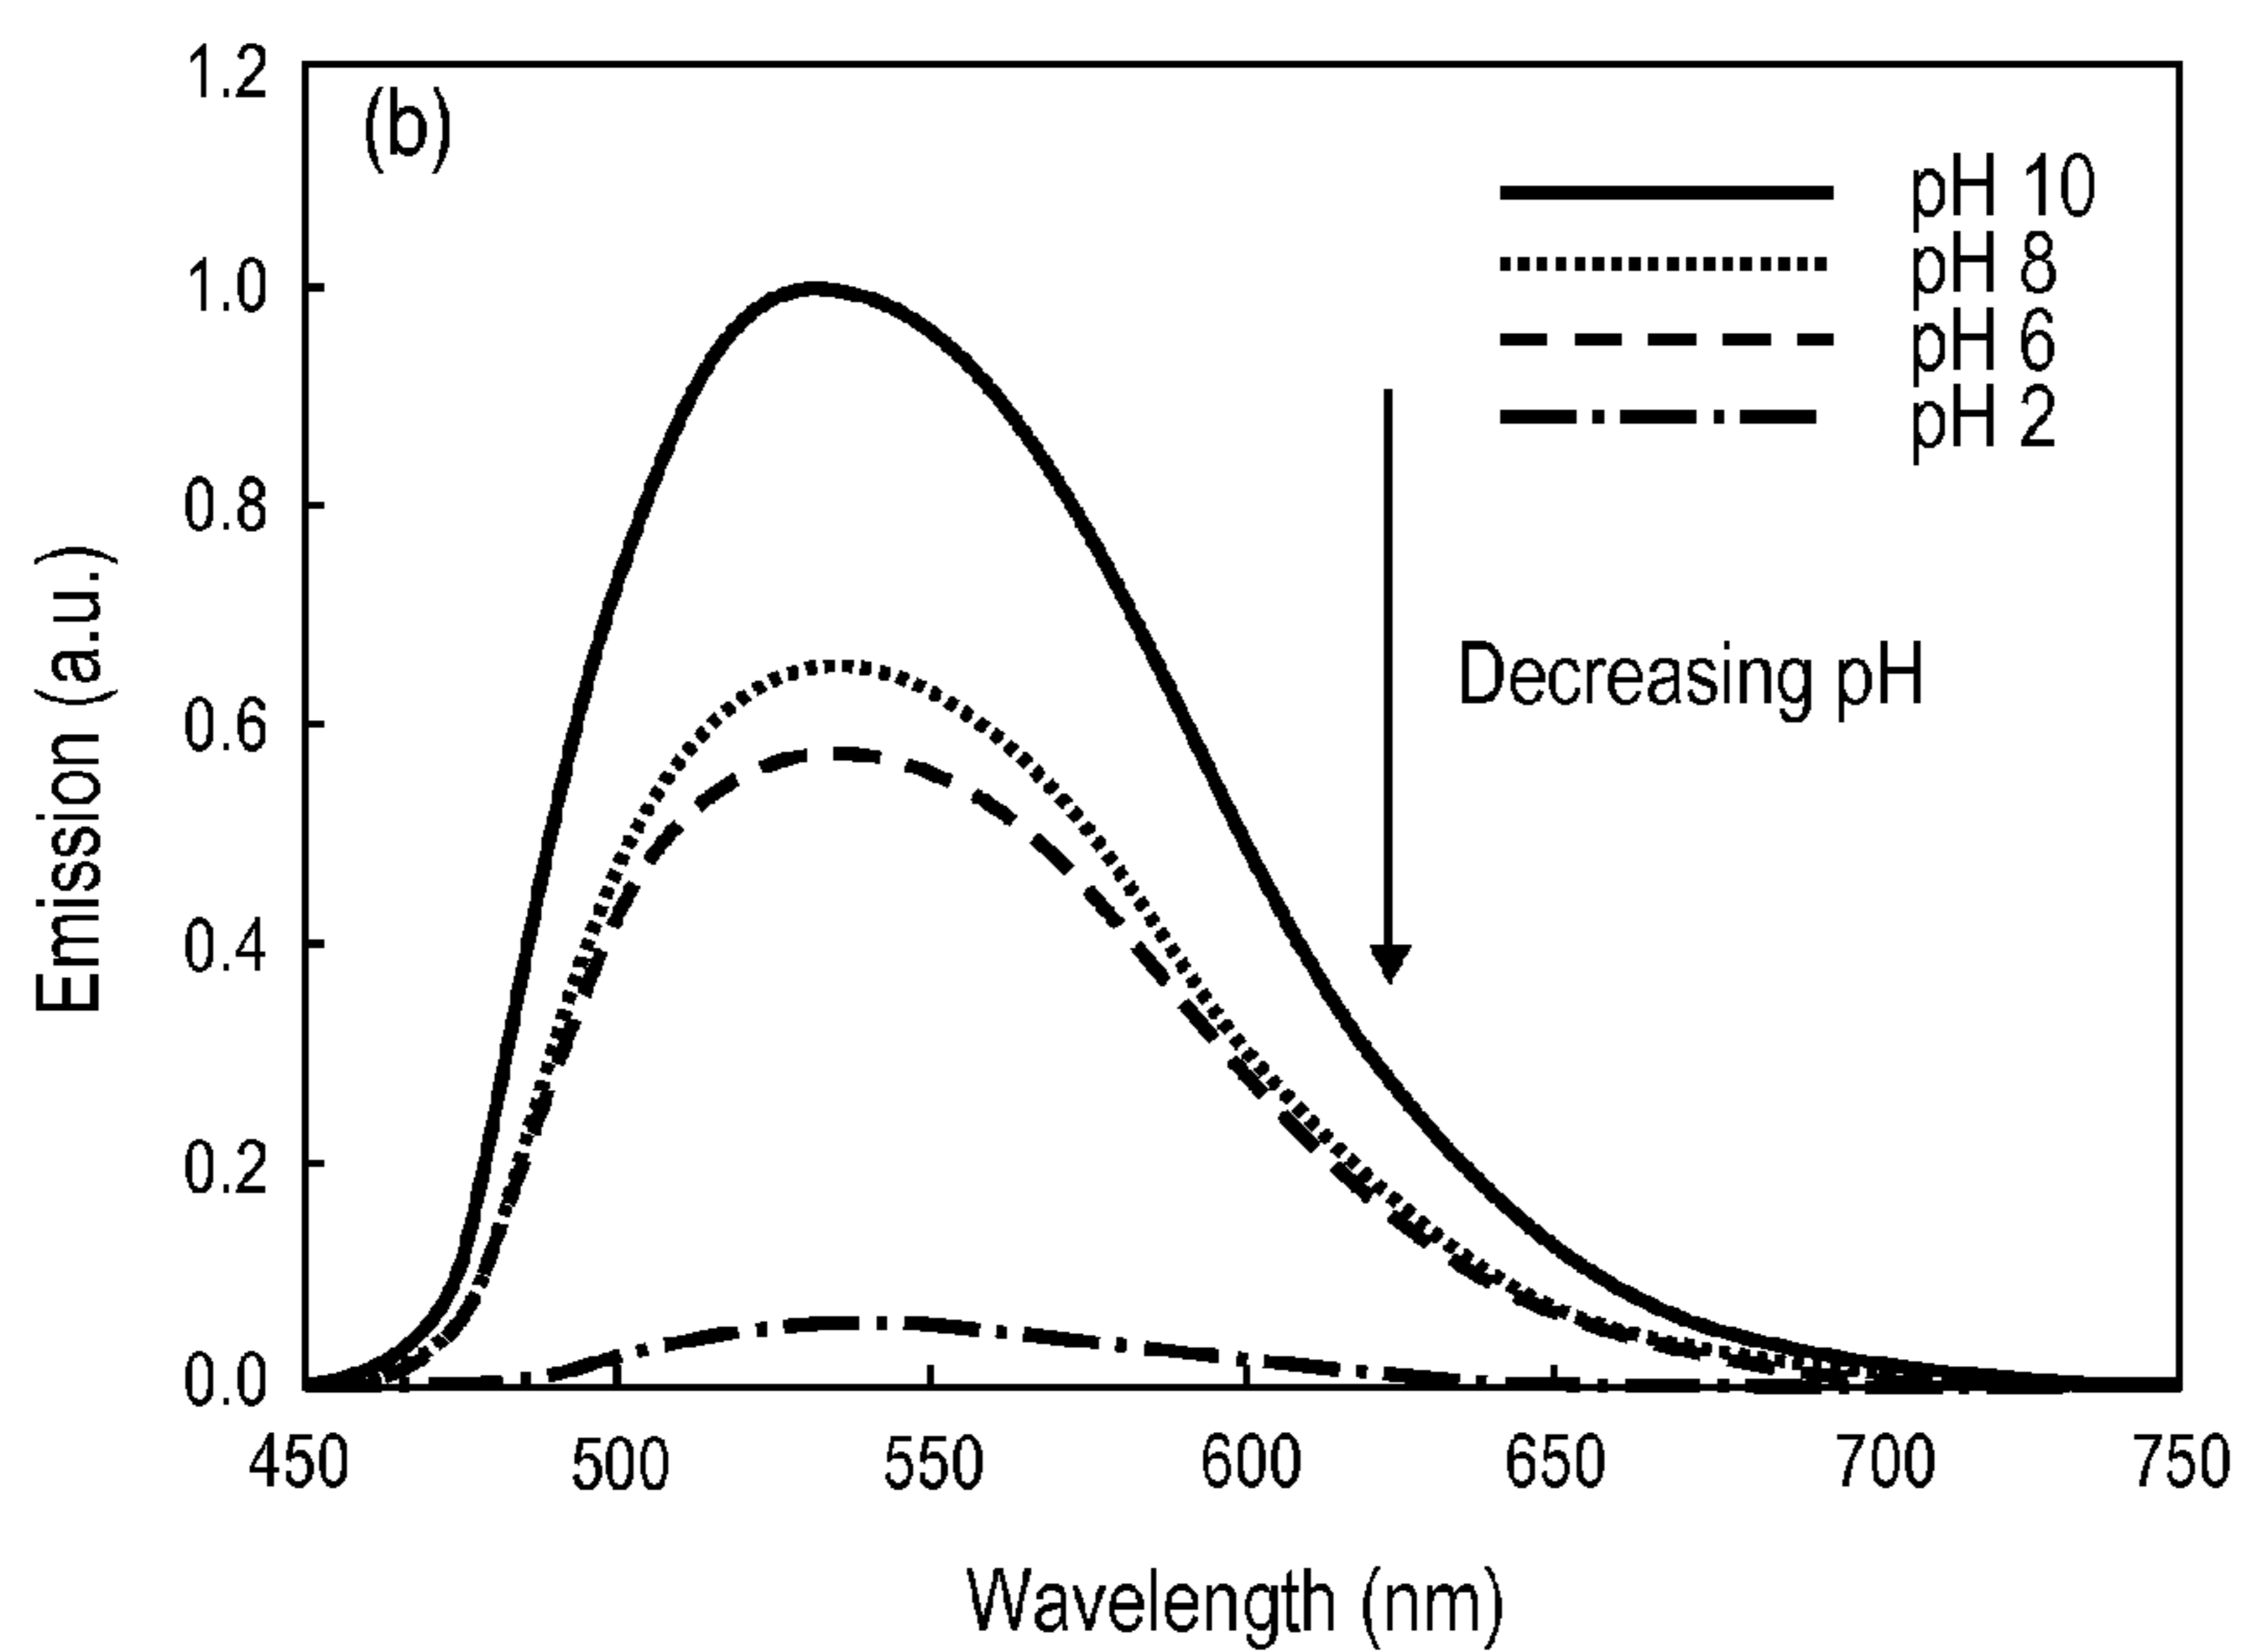 (b)
1.2
1.0
0.8
0.6
0.4
0.2
0.0
Emission (a.u.)
pH 10
pH 8
pH 6
pH 2
Decreasing pH
450 500 550 600 650 700 750
Wavelength (nm)